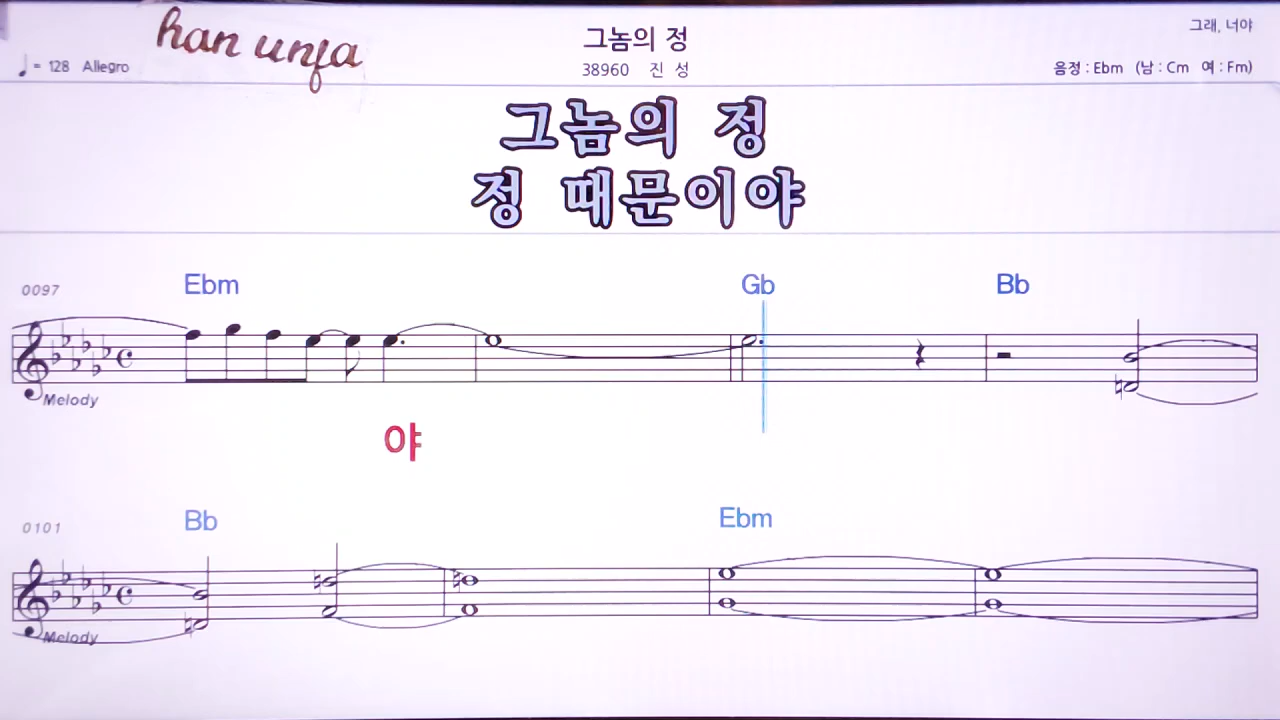 han unja
그래, 너야
그놈의 정
♩= 128 Allegro
38960 진 성
음정 : Ebm (남 : Cm 여 : Fm)
그놈의 정
정 때문이야
0097 Ebm Gb Bb
Melody
야
0101 Bb Ebm
Melody